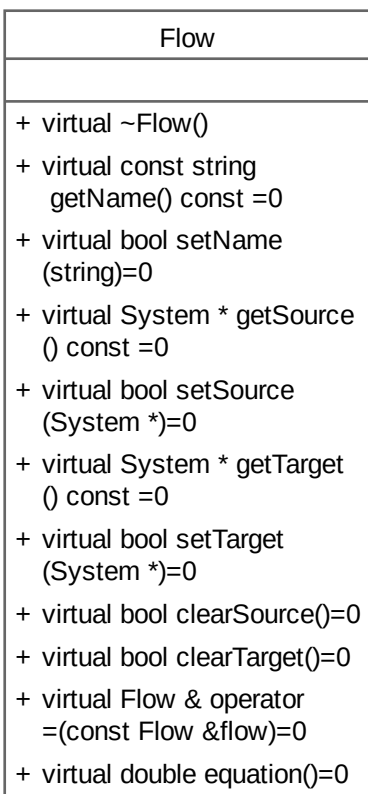 Flow
+ virtual ~Flow()
+ virtual const string
getName() const =0
+ virtual bool setName
(string)=0
+ virtual System * getSource
() const =0
+ virtual bool setSource
(System *)=0
+ virtual System * getTarget
() const =0
+ virtual bool setTarget
(System *)=0
+ virtual bool clearSource()=0
+ virtual bool clearTarget()=0
+ virtual Flow & operator
=(const Flow &flow)=0
+ virtual double equation()=0